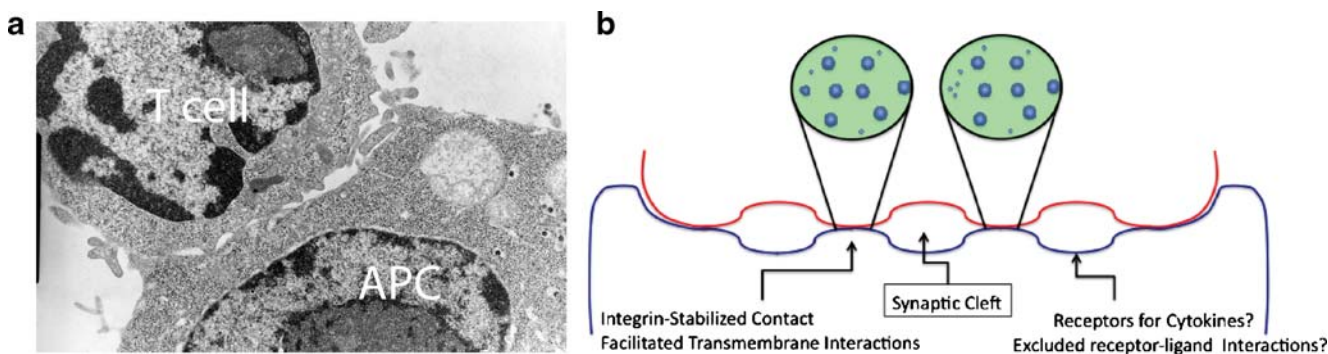 a
T cell
APC
b
Integrin-Stabilized Contact
Facilitated Transmembrane Interactions
Synaptic Cleft
Receptors for Cytokines?
Excluded receptor-ligand Interactions?